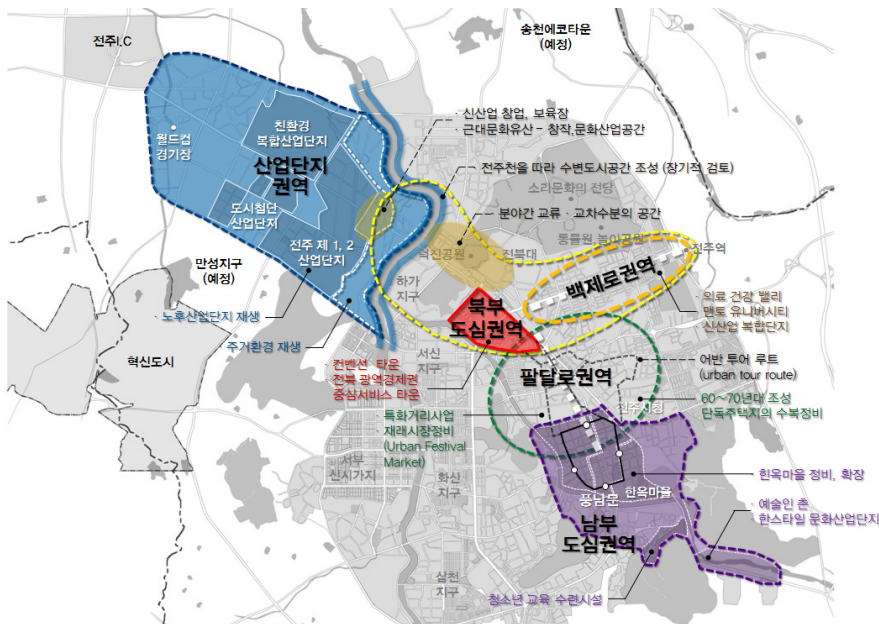 전주I.C
송천에코타운
(예정)
· 신산업 창업, 보육장
· 근대문화유산 - 창작,문화산업공간
월드컵
경기장
친환경
복합산업단지
산업단지
권역
전주천을 따라 수변도시공간 조성 (장기적 검토)
소리문화의 전당
도시첨단
산업단지
분야간 교류 · 교차수분의 공간
동물원,놀이공원
전주 제 1, 2
산업단지
덕진공원
전북대
전주역
만성지구
(예정)
하가
지구
백제로권역
· 의료 건강 밸리
· 멘토 유니버시티
· 신산업 복합단지
· 노후산업단지 재생
북부
도심권역
주거환경 재생
혁신도시
서신
지구
· 컨벤션 타운
· 전북 광역경제권
중심서비스 타운
팔달로권역
어반 투어 루트
(urban tour route)
· 특화거리사업
· 재래시장정비
(Urban Festival
Market)
전주시청
60~70년대 조성
단독주택지의 수복정비
서부
신시가지
화산
지구
풍남문
한옥마을
· 한옥마을 정비, 확장
남부
도심권역
· 예술인 촌
· 한스타일 문화산업단지
삼천
지구
청소년 교육 수련시설